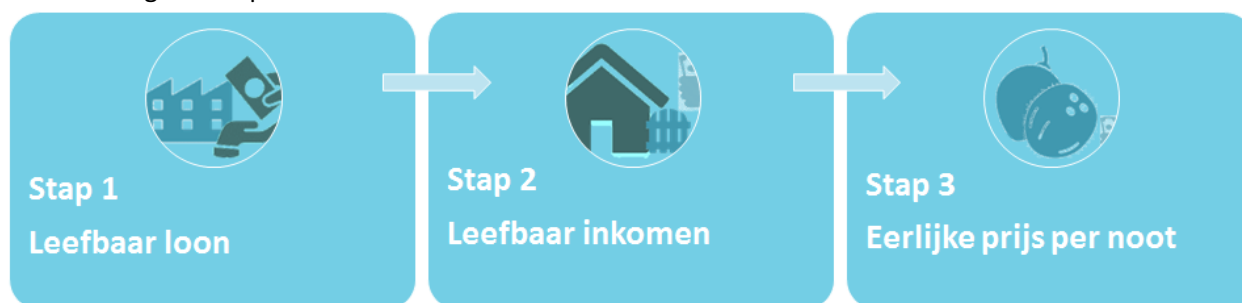 Stap 1
Leefbaar loon
Stap 2
Leefbaar inkomen
Stap 3
Eerlijke prijs per noot